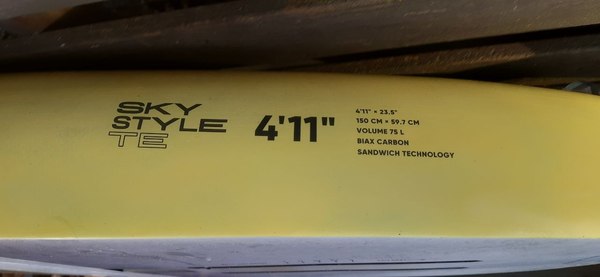 SKY
STYLE
TE
4'11"
4'11" × 23.5"
150 CM × 59.7 CM
VOLUME 75 L
BIAX CARBON
SANDWICH TECHNOLOGY